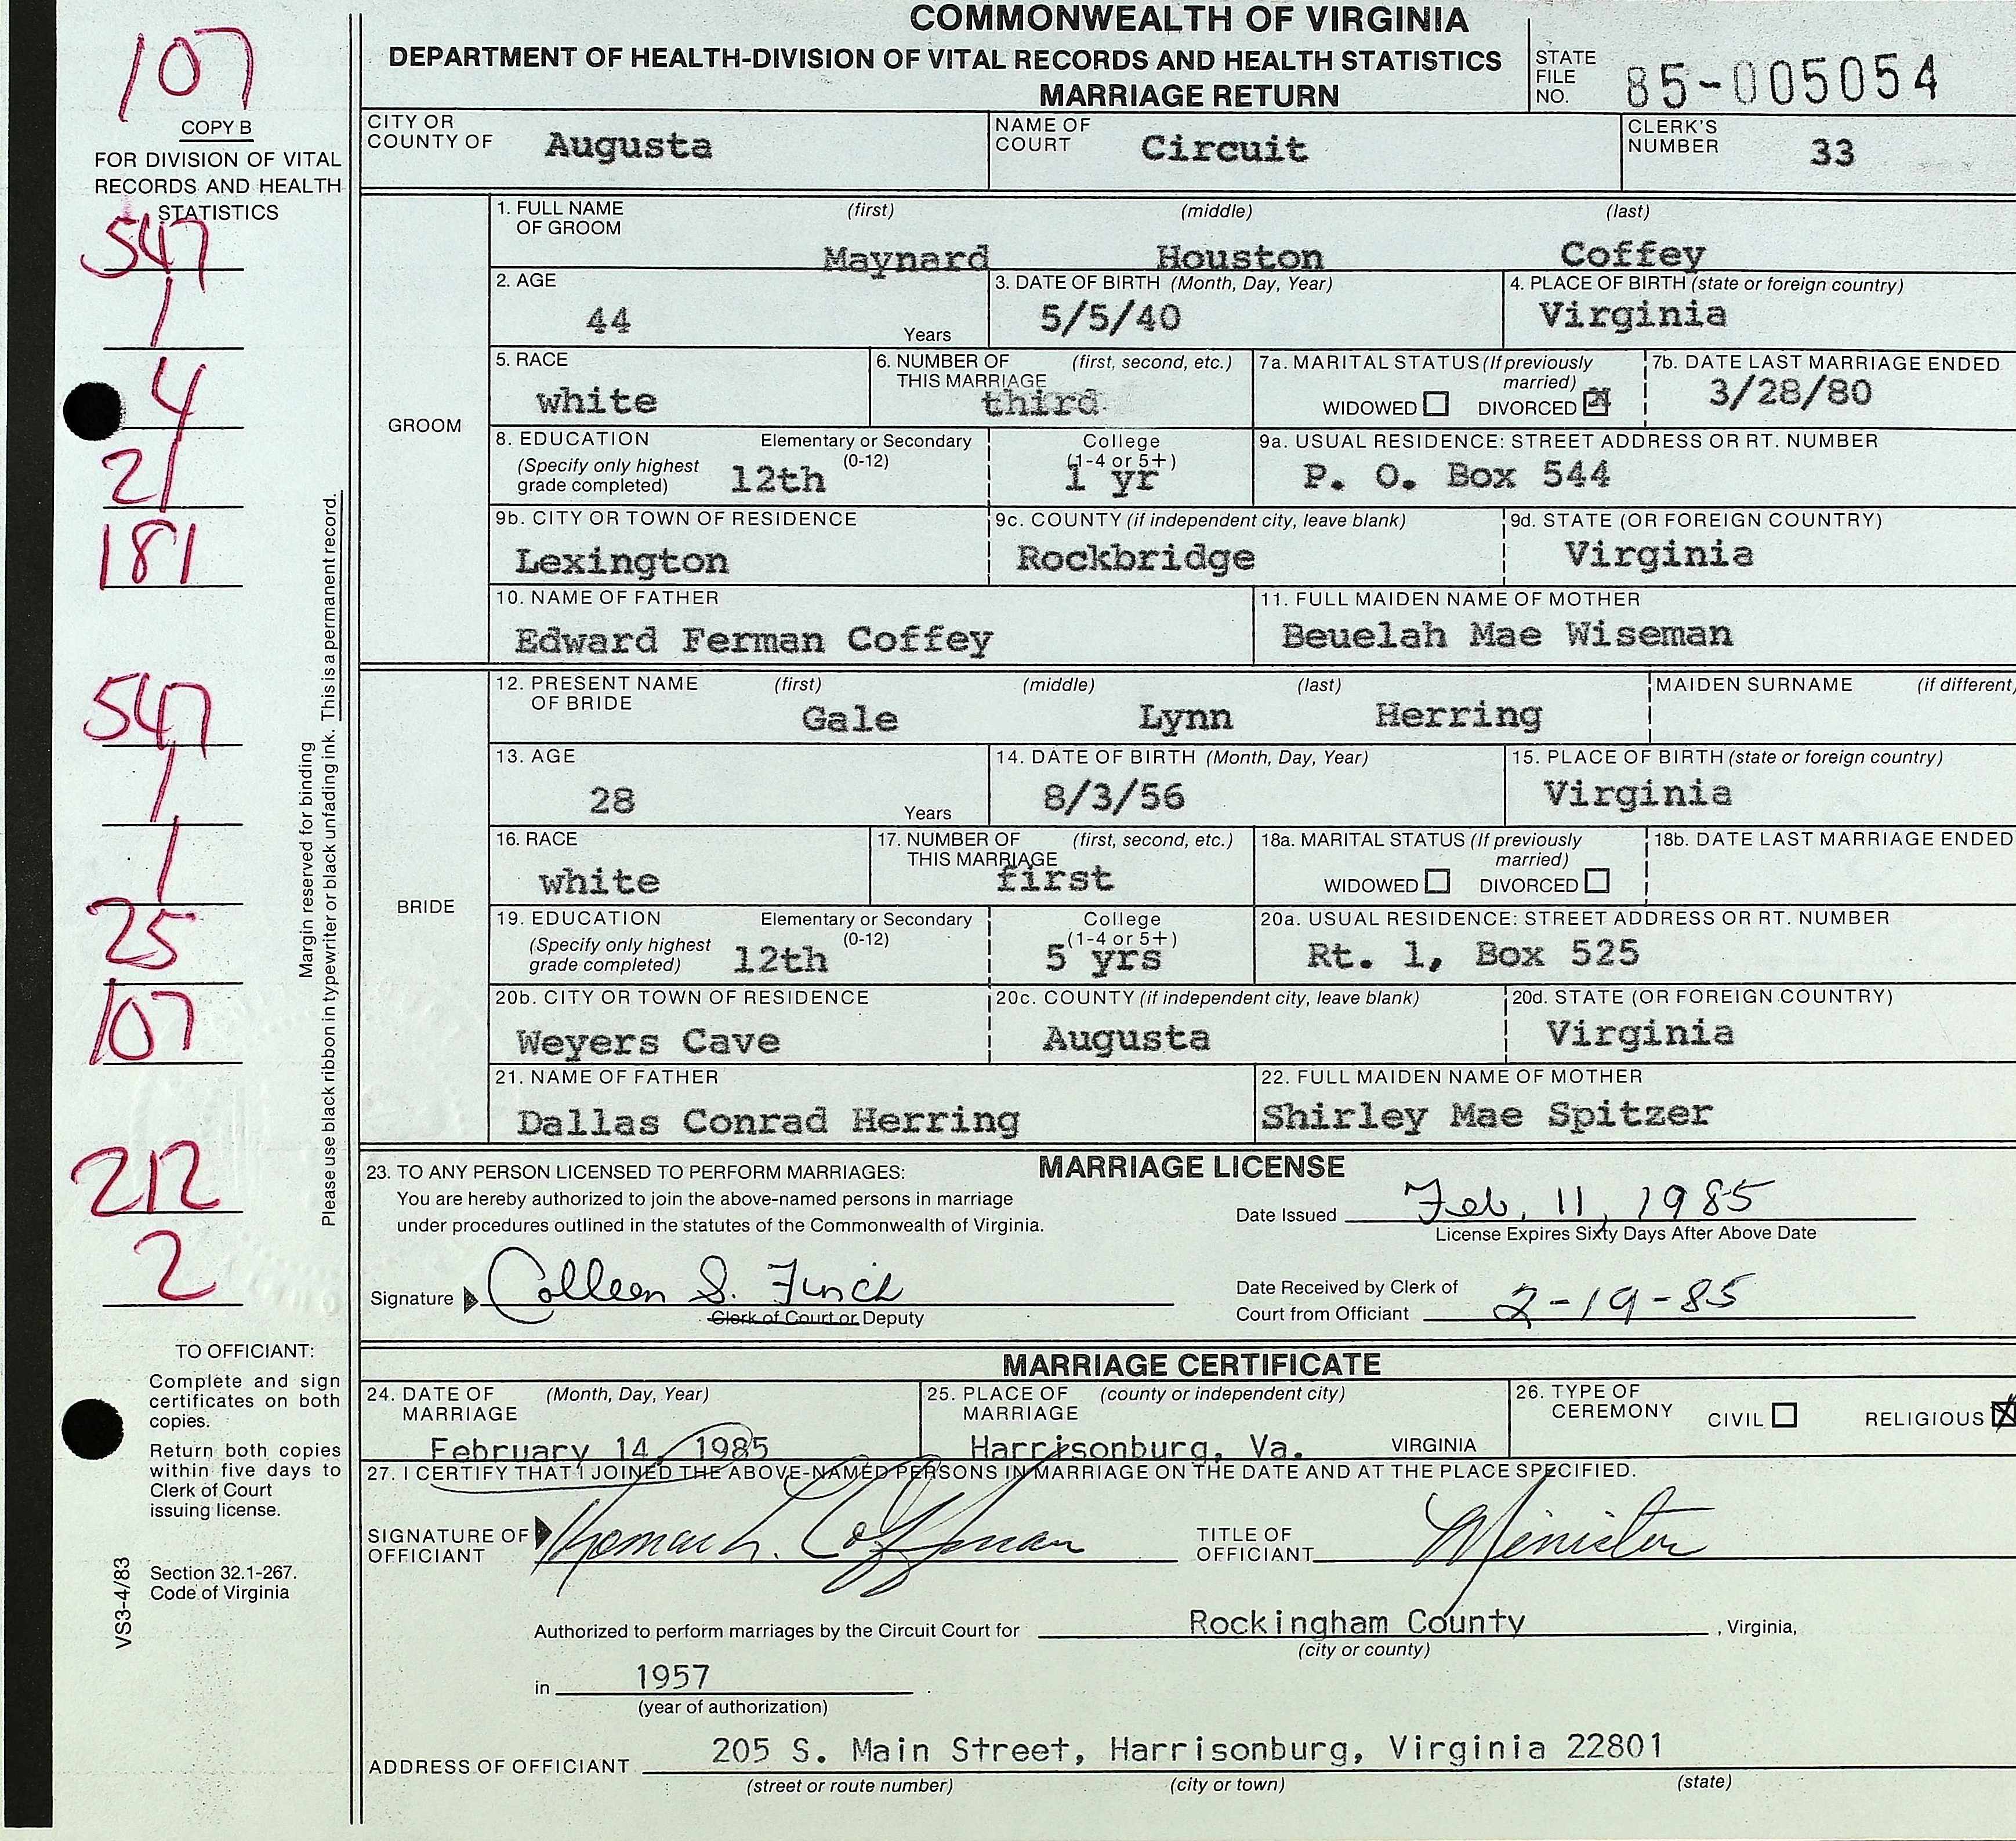 COMMONWEALTH OF VIRGINIA
DEPARTMENT OF HEALTH-DIVISION OF VITAL RECORDS AND HEALTH STATISTICS
MARRIAGE RETURN
STATE FILE NO. 85-005054
107
COPY B
FOR DIVISION OF VITAL
RECORDS AND HEALTH
STATISTICS
547
1
4
21
181
547
1
1
25
107
212
2
Margin reserved for binding
Please use black ribbon in typewriter or black unfading ink. This is a permanent record.
TO OFFICIANT:
Complete and sign
certificates on both
copies.
Return both copies
within five days to
Clerk of Court
issuing license.
Section 32.1-267.
Code of Virginia
VS3-4/83
CITY OR COUNTY OF Augusta
NAME OF COURT Circuit
CLERK'S NUMBER 33
GROOM
1. FULL NAME OF GROOM (first) (middle) (last)
Maynard Houston Coffey
2. AGE 44 Years
3. DATE OF BIRTH (Month, Day, Year) 5/5/40
4. PLACE OF BIRTH (state or foreign country) Virginia
5. RACE white
6. NUMBER OF THIS MARRIAGE (first, second, etc.) third
7a. MARITAL STATUS (If previously married) WIDOWED DIVORCED
7b. DATE LAST MARRIAGE ENDED 3/28/80
8. EDUCATION (Specify only highest grade completed) Elementary or Secondary (0-12) 12th
College (1-4 or 5+) 1 yr
9a. USUAL RESIDENCE: STREET ADDRESS OR RT. NUMBER P. O. Box 544
9b. CITY OR TOWN OF RESIDENCE Lexington
9c. COUNTY (if independent city, leave blank) Rockbridge
9d. STATE (OR FOREIGN COUNTRY) Virginia
10. NAME OF FATHER Edward Ferman Coffey
11. FULL MAIDEN NAME OF MOTHER Beuelah Mae Wiseman
BRIDE
12. PRESENT NAME OF BRIDE (first) (middle) (last) MAIDEN SURNAME (if different)
Gale Lynn Herring
13. AGE 28 Years
14. DATE OF BIRTH (Month, Day, Year) 8/3/56
15. PLACE OF BIRTH (state or foreign country) Virginia
16. RACE white
17. NUMBER OF THIS MARRIAGE (first, second, etc.) first
18a. MARITAL STATUS (If previously married) WIDOWED DIVORCED
18b. DATE LAST MARRIAGE ENDED
19. EDUCATION (Specify only highest grade completed) Elementary or Secondary (0-12) 12th
College (1-4 or 5+) 5 yrs
20a. USUAL RESIDENCE: STREET ADDRESS OR RT. NUMBER Rt. 1, Box 525
20b. CITY OR TOWN OF RESIDENCE Weyers Cave
20c. COUNTY (if independent city, leave blank) Augusta
20d. STATE (OR FOREIGN COUNTRY) Virginia
21. NAME OF FATHER Dallas Conrad Herring
22. FULL MAIDEN NAME OF MOTHER Shirley Mae Spitzer
MARRIAGE LICENSE
23. TO ANY PERSON LICENSED TO PERFORM MARRIAGES:
You are hereby authorized to join the above-named persons in marriage
under procedures outlined in the statutes of the Commonwealth of Virginia.
Date Issued Feb. 11, 1985
License Expires Sixty Days After Above Date
Signature Colleen S. Finch
Clerk of Court or Deputy
Date Received by Clerk of
Court from Officiant 2-19-85
MARRIAGE CERTIFICATE
24. DATE OF MARRIAGE (Month, Day, Year) February 14, 1985
25. PLACE OF MARRIAGE (county or independent city) Harrisonburg, Va. VIRGINIA
26. TYPE OF CEREMONY CIVIL RELIGIOUS X
27. I CERTIFY THAT I JOINED THE ABOVE-NAMED PERSONS IN MARRIAGE ON THE DATE AND AT THE PLACE SPECIFIED.
SIGNATURE OF OFFICIANT Thomas L. Coffman
TITLE OF OFFICIANT Minister
Authorized to perform marriages by the Circuit Court for Rockingham County, Virginia,
(city or county)
in 1957
(year of authorization)
ADDRESS OF OFFICIANT 205 S. Main Street, Harrisonburg, Virginia 22801
(street or route number) (city or town) (state)